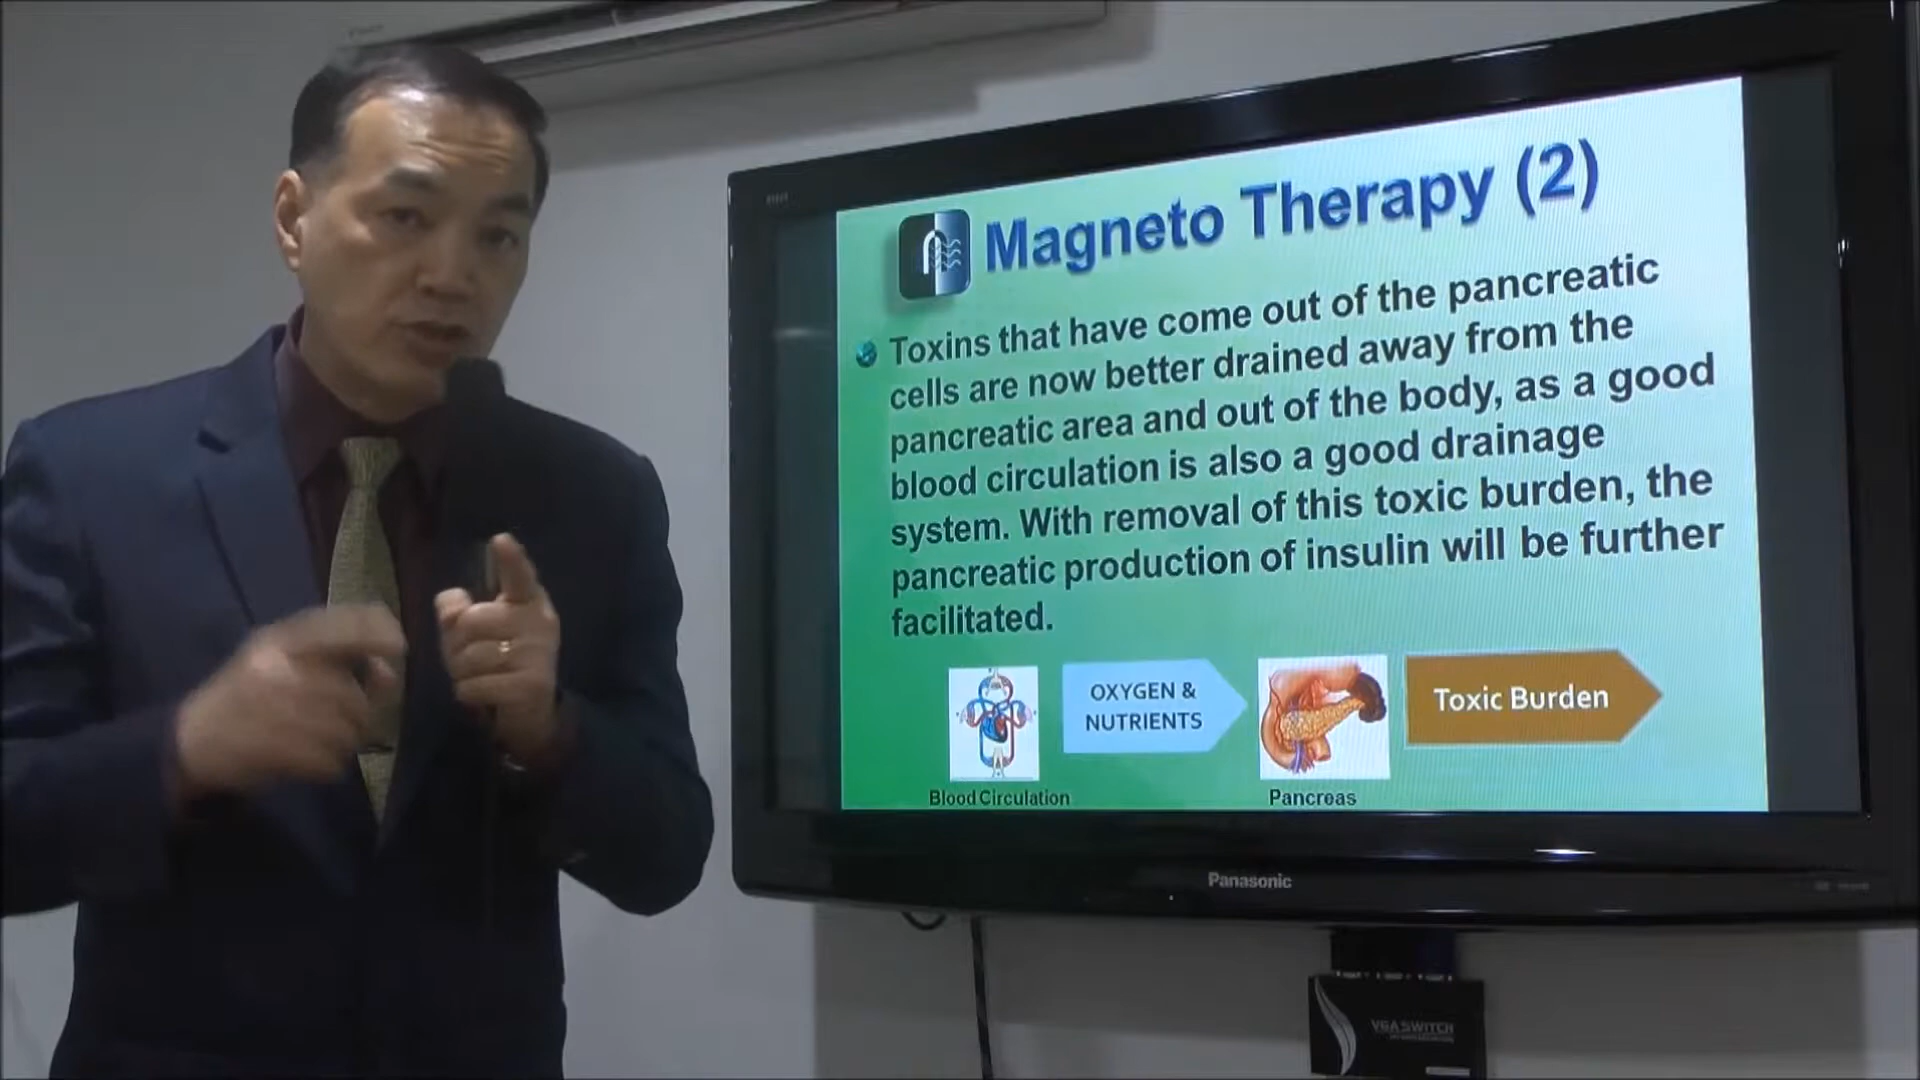 Magneto Therapy (2)
Toxins that have come out of the pancreatic
cells are now better drained away from the
pancreatic area and out of the body, as a good
blood circulation is also a good drainage
system. With removal of this toxic burden, the
pancreatic production of insulin will be further
facilitated.
OXYGEN &
NUTRIENTS
Toxic Burden
Blood Circulation
Pancreas
Panasonic
VGA SWITCH